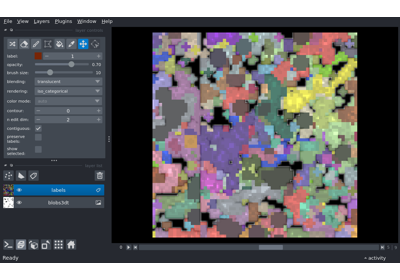 File View Layers Plugins Window Help
label: 1
opacity: 0.70
brush size: 10
blending: translucent
rendering: iso_categorical
color mode:
contour: 0
n edit dim: 2
contiguous:
preserve labels:
show selected:
labels
blobs3dt
Ready
activity